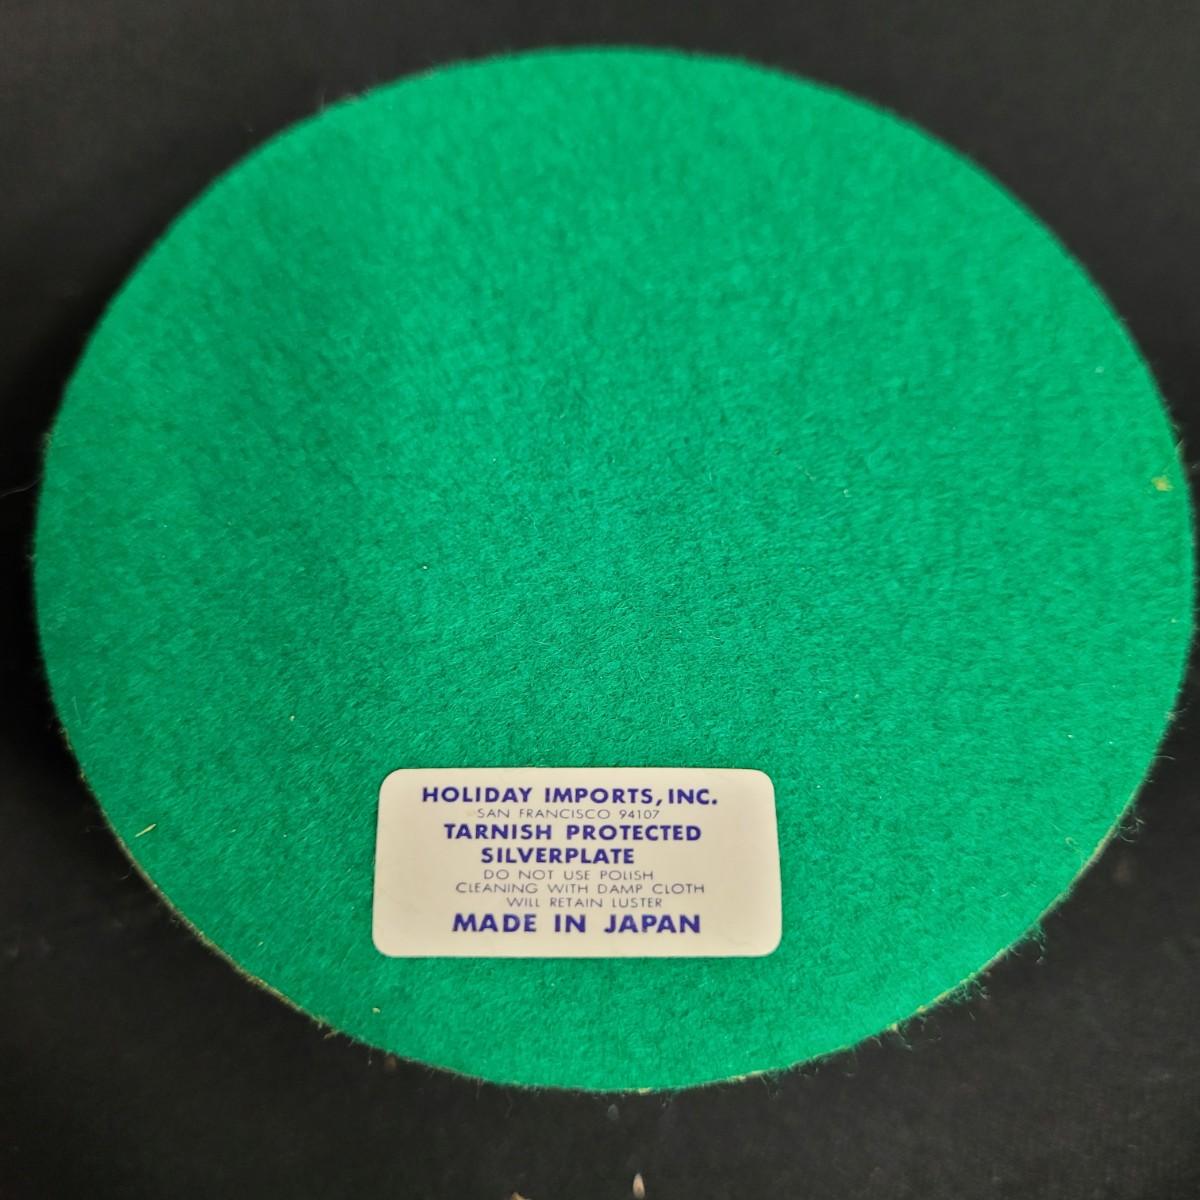 HOLIDAY IMPORTS, INC.
SAN FRANCISCO 94107
TARNISH PROTECTED
SILVERPLATE
DO NOT USE POLISH
CLEANING WITH DAMP CLOTH
WILL RETAIN LUSTER
MADE IN JAPAN